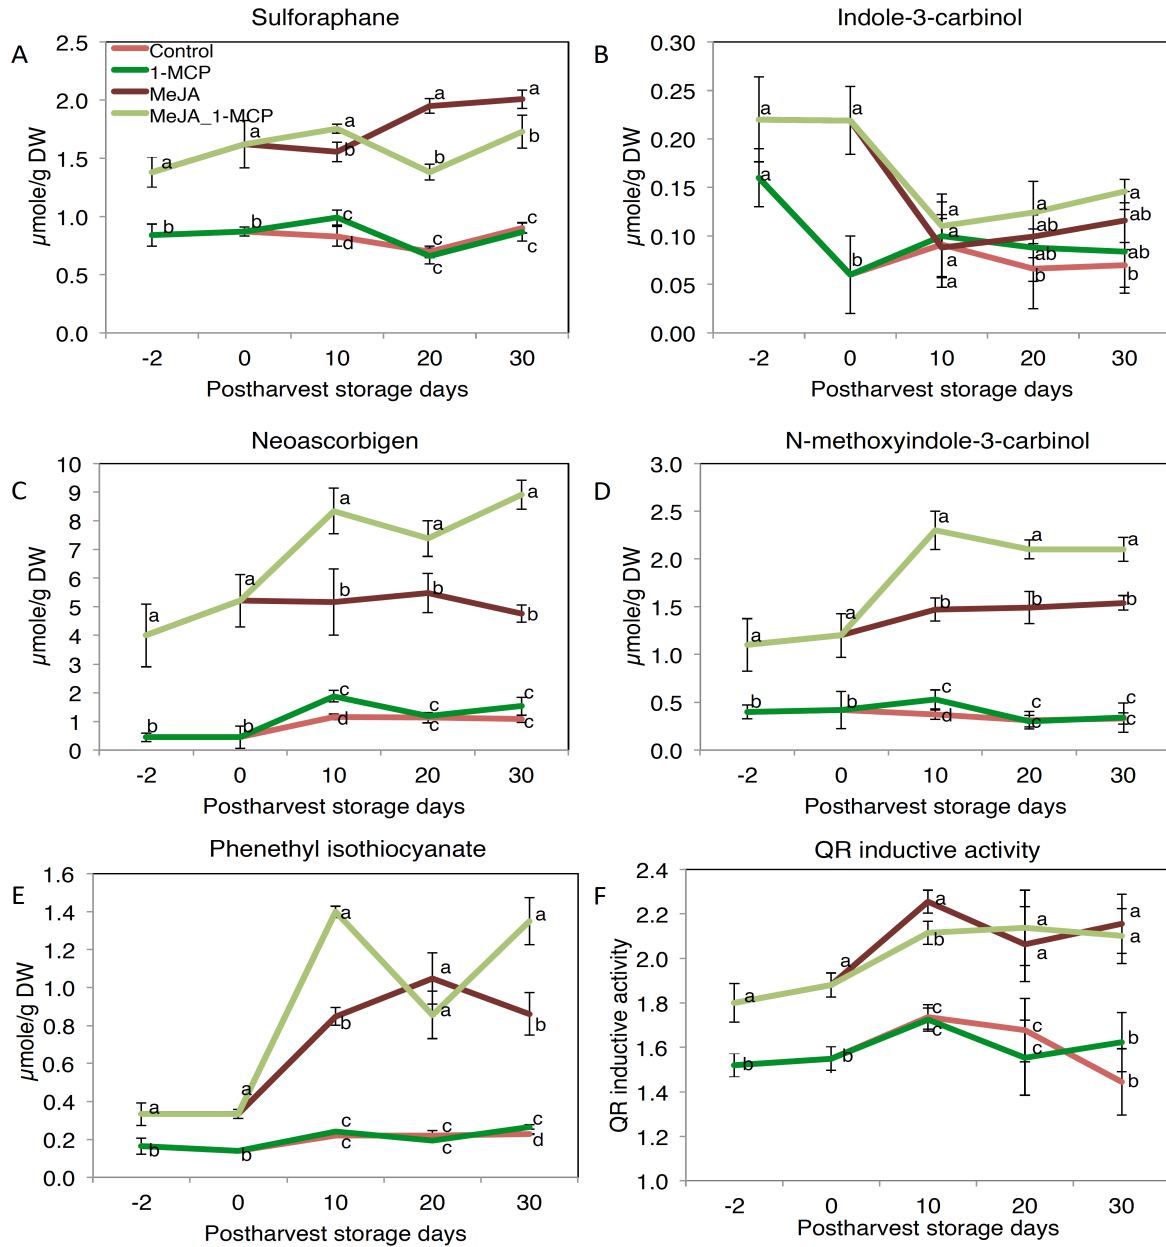 Sulforaphane
A
Control
1-MCP
MeJA
MeJA_1-MCP
µmole/g DW
2.5
2.0
1.5
1.0
0.5
0.0
a
a
a
b
a
b
a
b
b
b
c
d
c
c
c
c
-2 0 10 20 30
Postharvest storage days
Indole-3-carbinol
B
µmole/g DW
0.30
0.25
0.20
0.15
0.10
0.05
0.00
a
a
a
b
a
a
a
a
a
ab
ab
b
a
ab
ab
b
-2 0 10 20 30
Postharvest storage days
Neoascorbigen
C
µmole/g DW
10
9
8
7
6
5
4
3
2
1
0
a
b
a
b
a
b
c
d
a
b
c
c
a
b
c
c
-2 0 10 20 30
Postharvest storage days
N-methoxyindole-3-carbinol
D
µmole/g DW
3.0
2.5
2.0
1.5
1.0
0.5
0.0
a
b
a
b
a
b
c
d
a
b
c
c
a
b
c
c
-2 0 10 20 30
Postharvest storage days
Phenethyl isothiocyanate
E
µmole/g DW
1.6
1.4
1.2
1.0
0.8
0.6
0.4
0.2
0.0
a
b
a
b
a
b
c
c
a
a
c
c
a
b
c
d
-2 0 10 20 30
Postharvest storage days
QR inductive activity
F
QR inductive activity
2.4
2.2
2.0
1.8
1.6
1.4
1.2
1.0
a
b
a
b
a
b
c
c
a
a
c
c
a
a
b
b
-2 0 10 20 30
Postharvest storage days